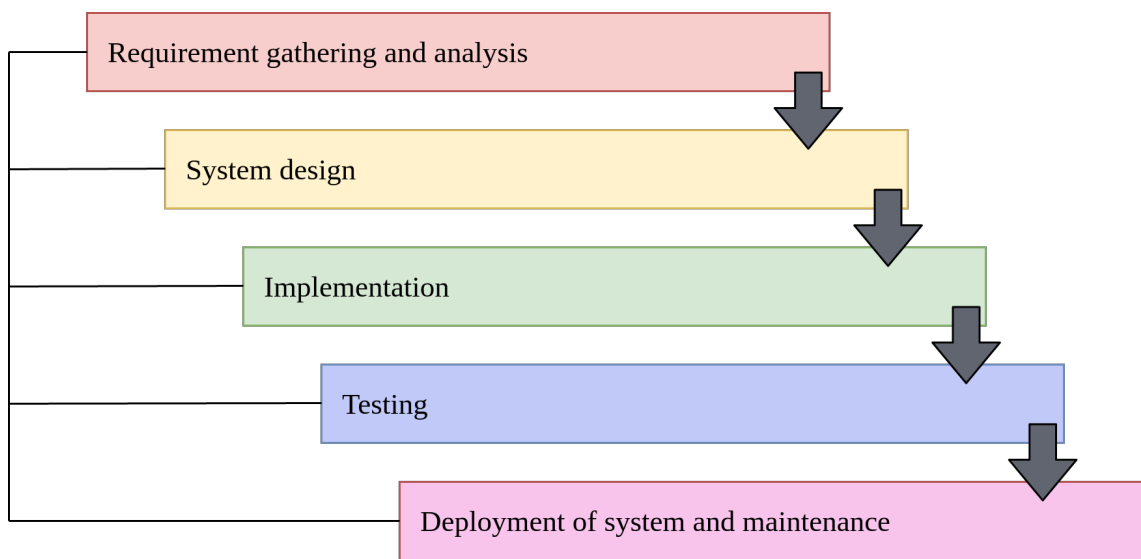 Requirement gathering and analysis
System design
Implementation
Testing
Deployment of system and maintenance